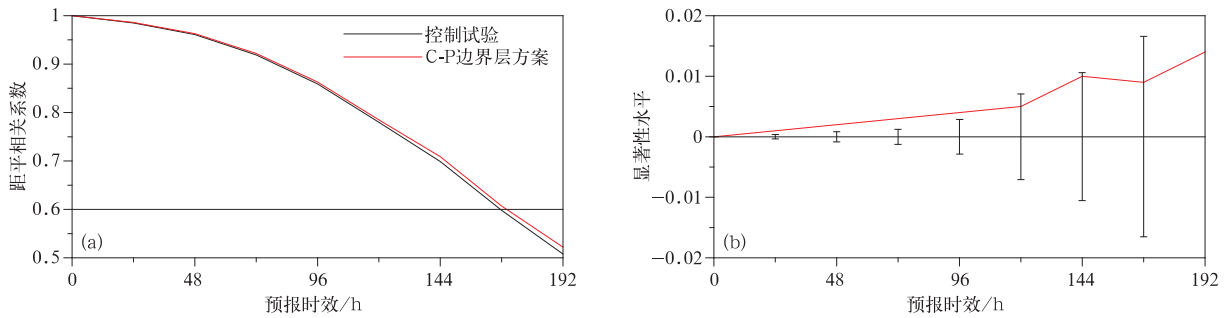 1
0.9
0.8
0.7
0.6
0.5
距平相关系数
控制试验
C-P边界层方案
(a)
0 48 96 144 192
预报时效/h
0.02
0.01
0
-0.01
-0.02
显著性水平
(b)
0 48 96 144 192
预报时效/h